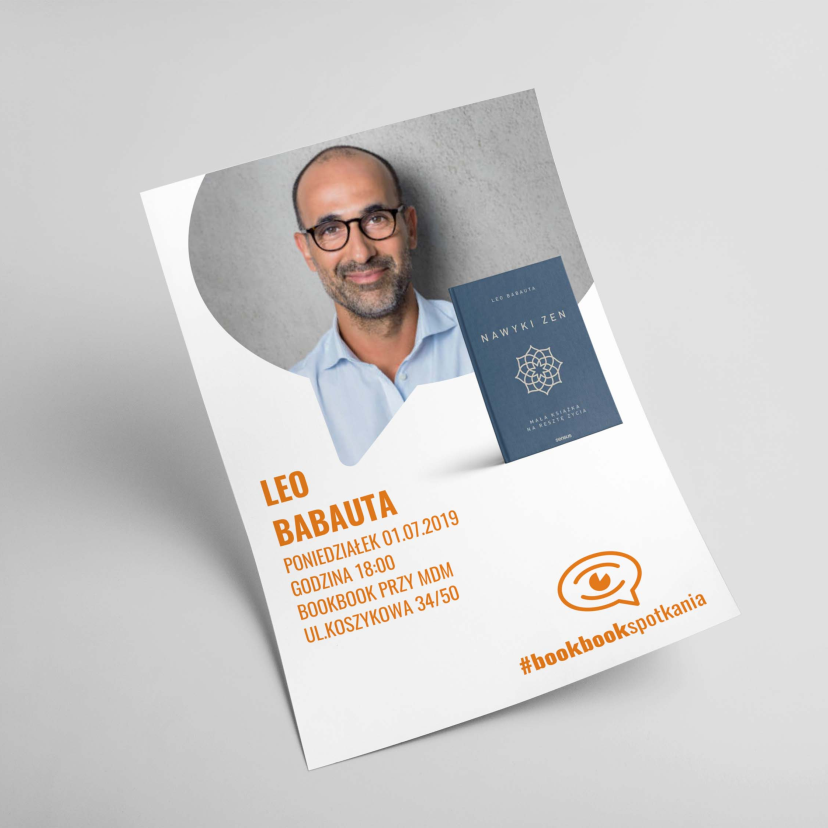 LEO BABAUTA
NAWYKI ZEN
MAŁA KSIĄŻKA
NA RESZTĘ ŻYCIA
LEO
BABAUTA
PONIEDZIAŁEK 01.07.2019
GODZINA 18:00
BOOKBOOK PRZY MDM
UL.KOSZYKOWA 34/50
#bookbookspotkania